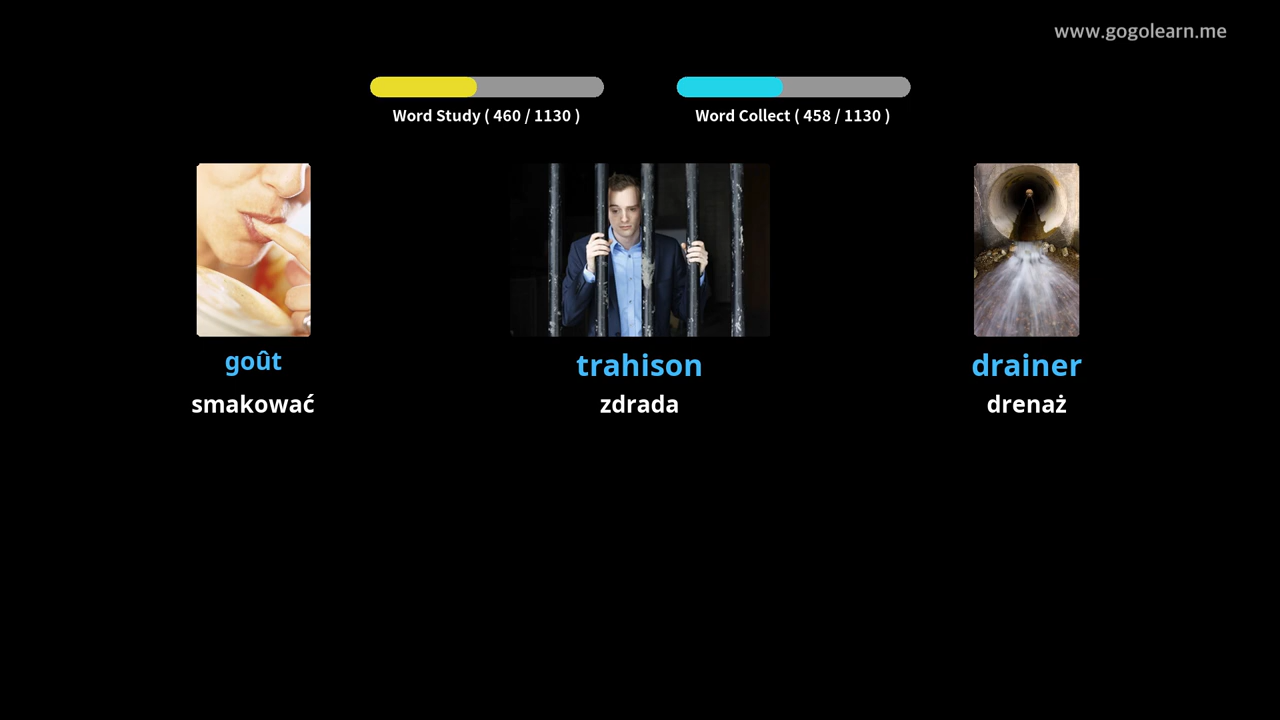 www.gogolearn.me
Word Study ( 460 / 1130 )
Word Collect ( 458 / 1130 )
goût
smakować
trahison
zdrada
drainer
drenaż